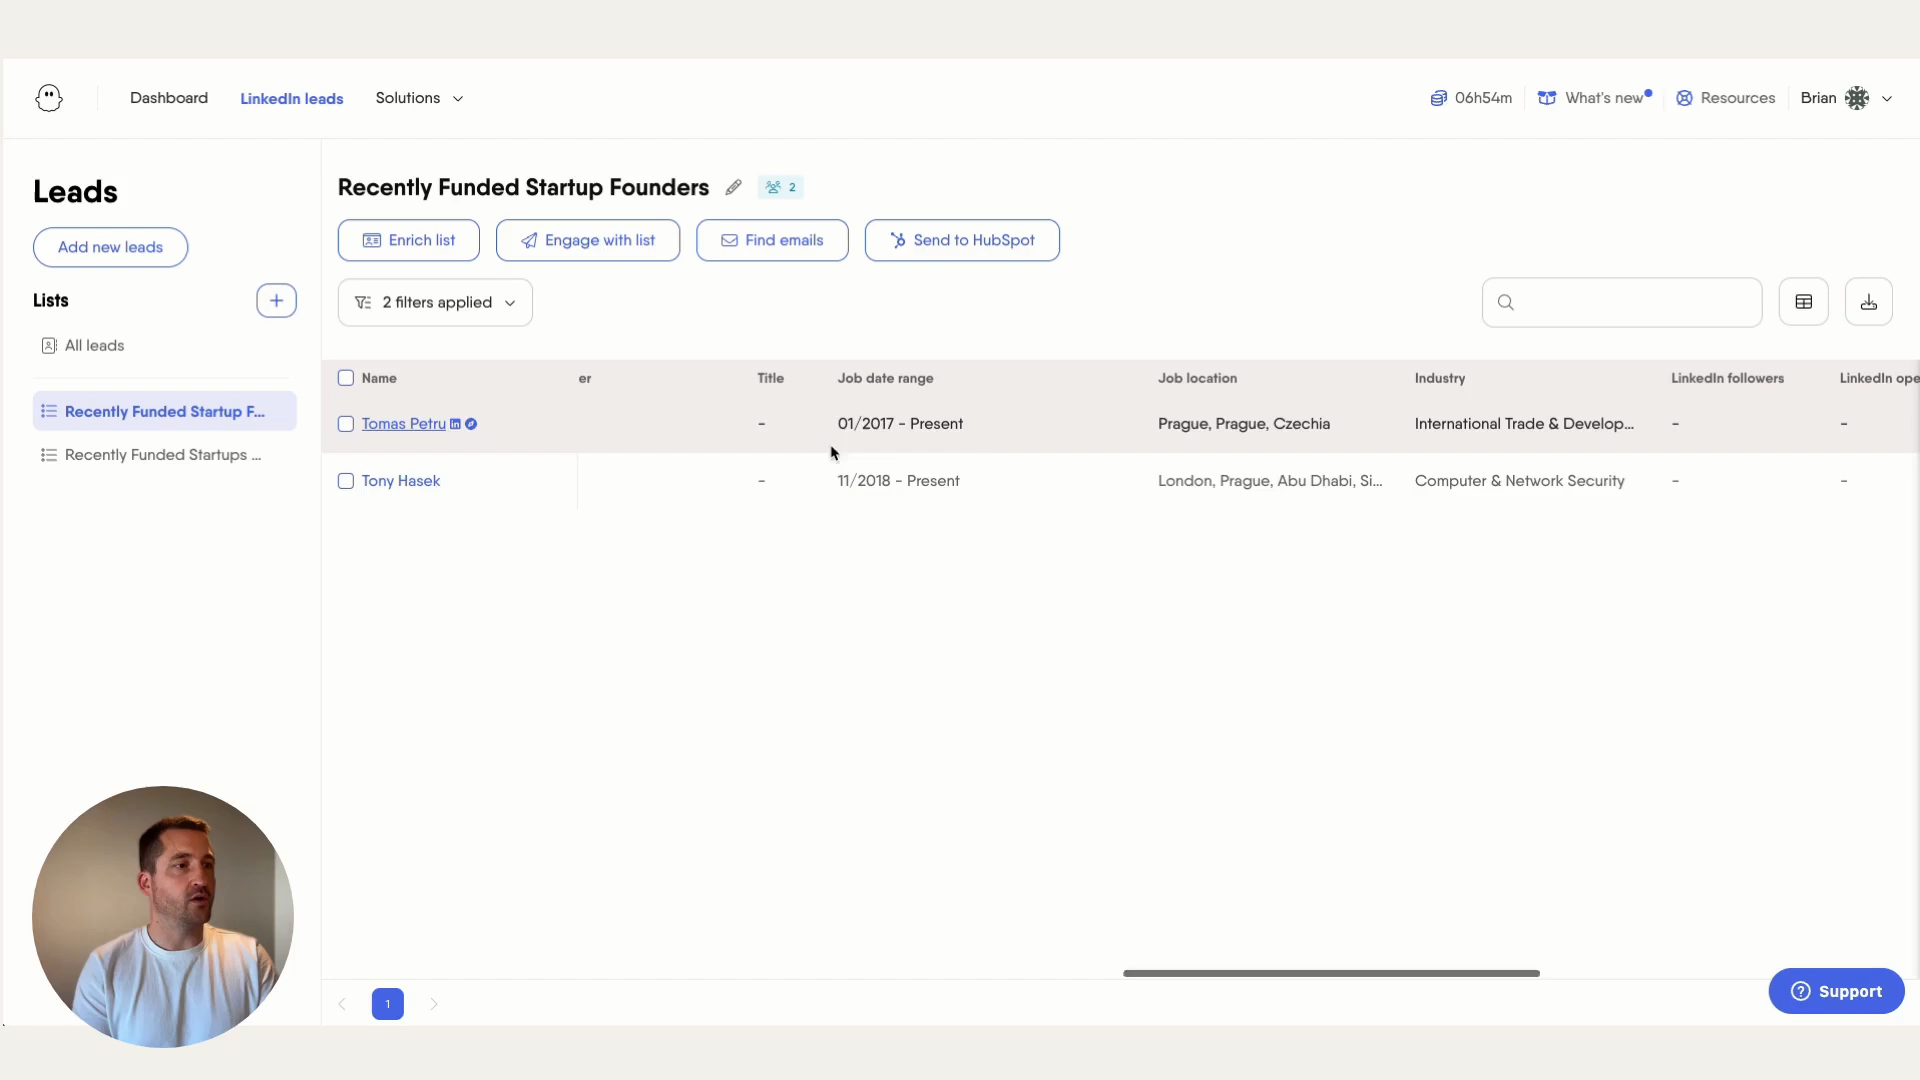 Dashboard LinkedIn leads Solutions 06h54m What's new Resources Brian
Leads
Add new leads
Lists
All leads
Recently Funded Startup F...
Recently Funded Startups ...
Recently Funded Startup Founders 2
Enrich list Engage with list Find emails Send to HubSpot
2 filters applied
Name er Title Job date range Job location Industry LinkedIn followers LinkedIn ope
Tomas Petru - 01/2017 - Present Prague, Prague, Czechia International Trade & Develop... - -
Tony Hasek - 11/2018 - Present London, Prague, Abu Dhabi, Si... Computer & Network Security - -
1
Support